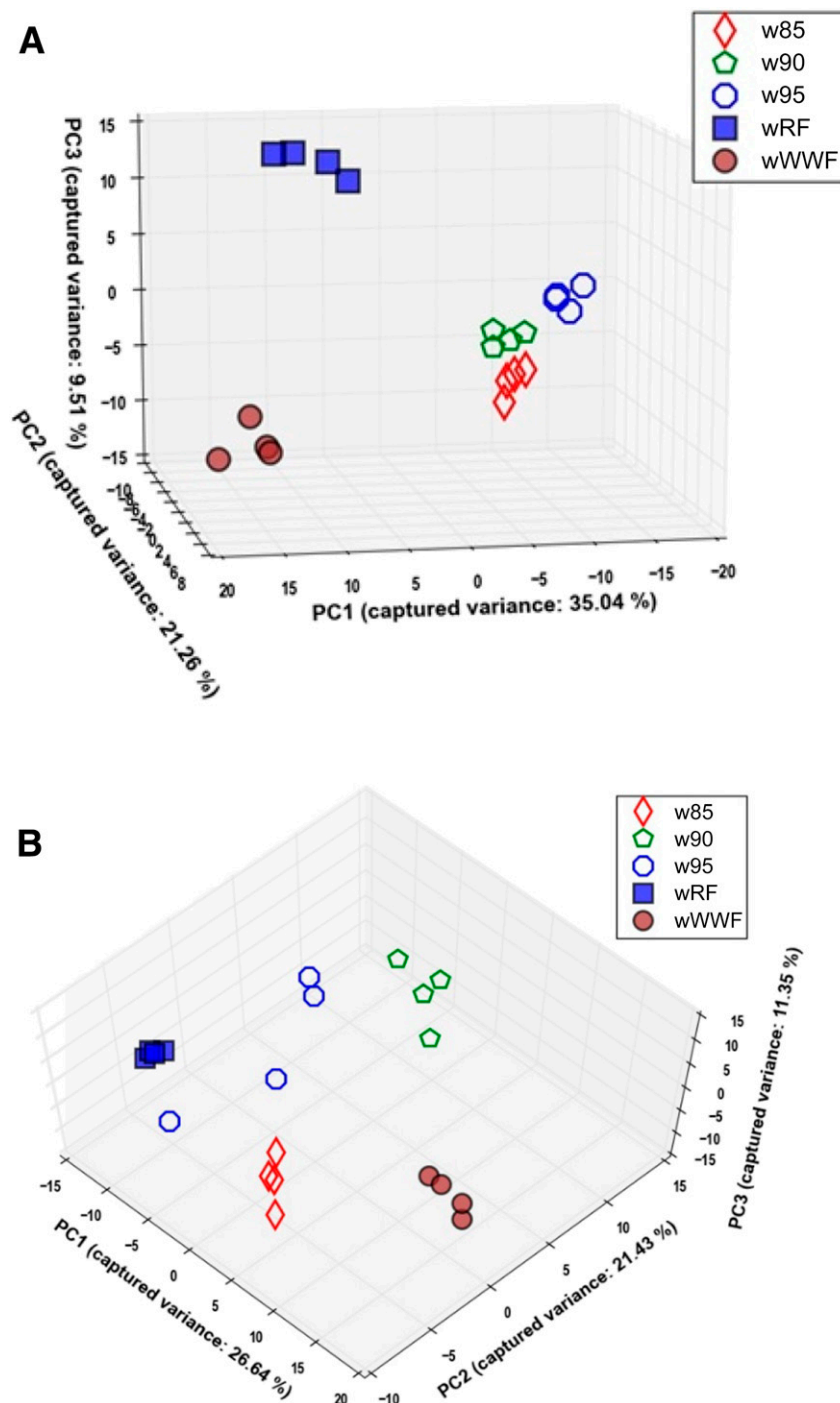 A
w85
w90
w95
wRF
wWWF
15
10
5
0
−5
−10
−15
PC3 (captured variance: 9.51 %)
−10
8
PC2 (captured variance: 21.26 %)
20 15 10 5 0 −5 −10 −15 −20
PC1 (captured variance: 35.04 %)
B
w85
w90
w95
wRF
wWWF
15
10
5
0
−5
−10
−15
PC3 (captured variance: 11.35 %)
−15
−10
−5
0
5
10
15
20
PC1 (captured variance: 26.64 %)
15
10
5
0
−5
−10
PC2 (captured variance: 21.43 %)